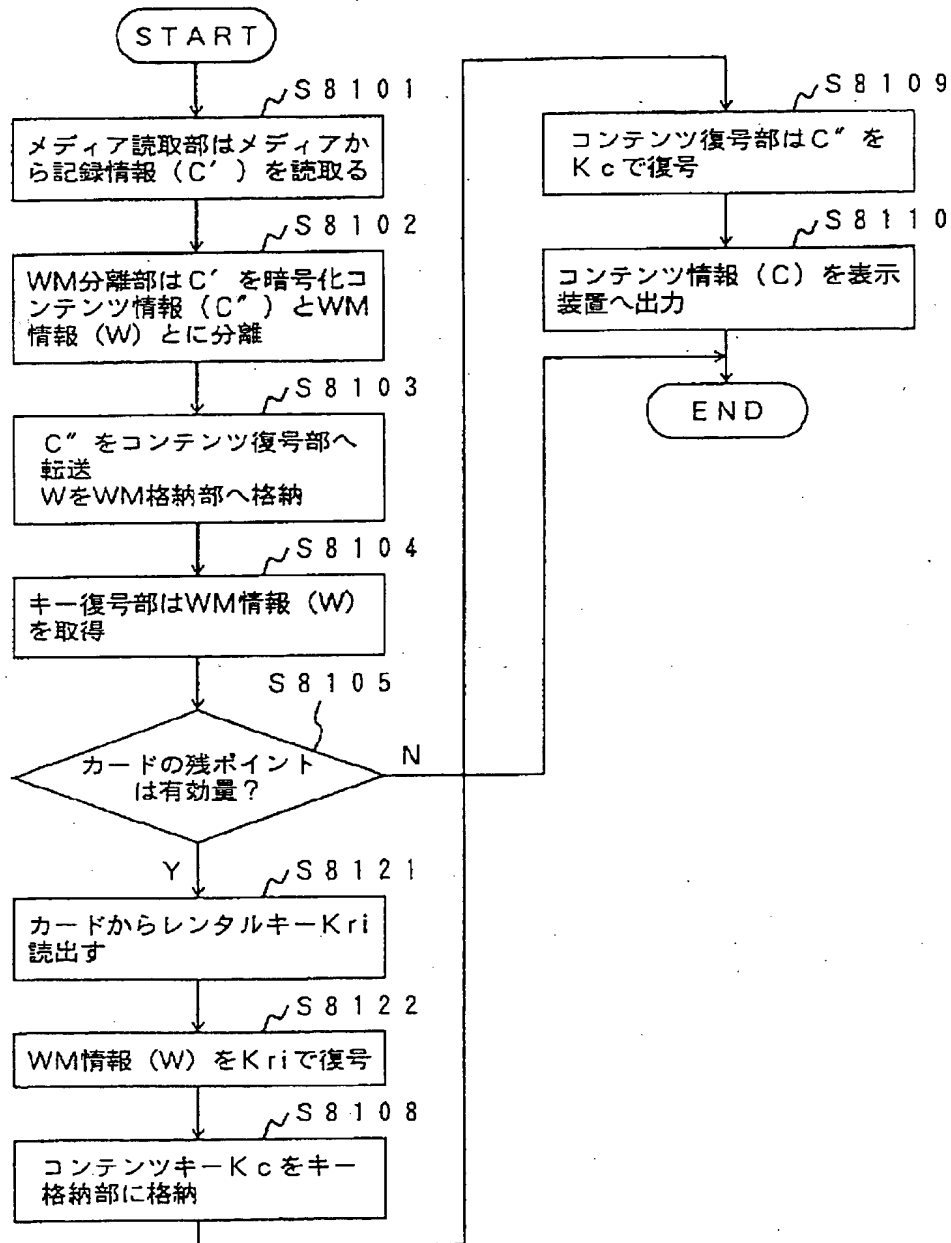 START
S8101
メディア読取部はメディアか
ら記録情報(C′)を読取る
S8102
WM分離部はC′を暗号化コ
ンテンツ情報(C″)とWM
情報(W)とに分離
S8103
C″をコンテンツ復号部へ
転送
WをWM格納部へ格納
S8104
キー復号部はWM情報(W)
を取得
S8105
カードの残ポイント
は有効量?
N
Y
S8121
カードからレンタルキーKri
読出す
S8122
WM情報(W)をKriで復号
S8108
コンテンツキーKcをキー
格納部に格納
S8109
コンテンツ復号部はC″を
Kcで復号
S8110
コンテンツ情報(C)を表示
装置へ出力
END